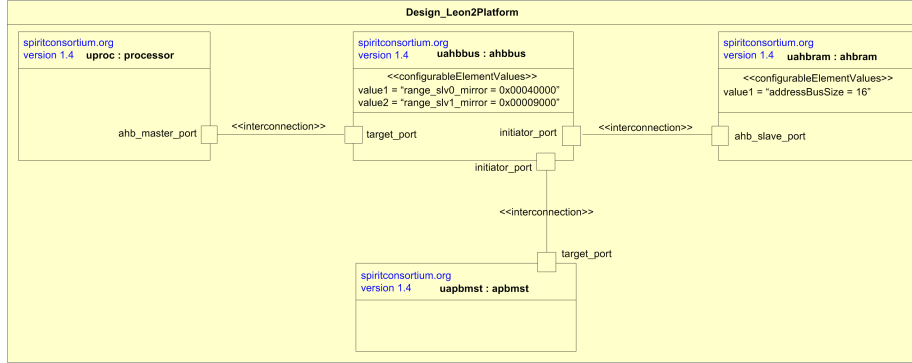 Design_Leon2Platform
spiritconsortium.org
version 1.4 uproc : processor
ahb_master_port
<<interconnection>>
spiritconsortium.org
version 1.4 uahbbus : ahbbus
<<configurableElementValues>>
value1 = “range_slv0_mirror = 0x00040000”
value2 = “range_slv1_mirror = 0x00009000”
target_port
initiator_port
initiator_port
<<interconnection>>
spiritconsortium.org
version 1.4 uahbram : ahbram
<<configurableElementValues>>
value1 = “addressBusSize = 16”
ahb_slave_port
<<interconnection>>
target_port
spiritconsortium.org
version 1.4 uapbmst : apbmst